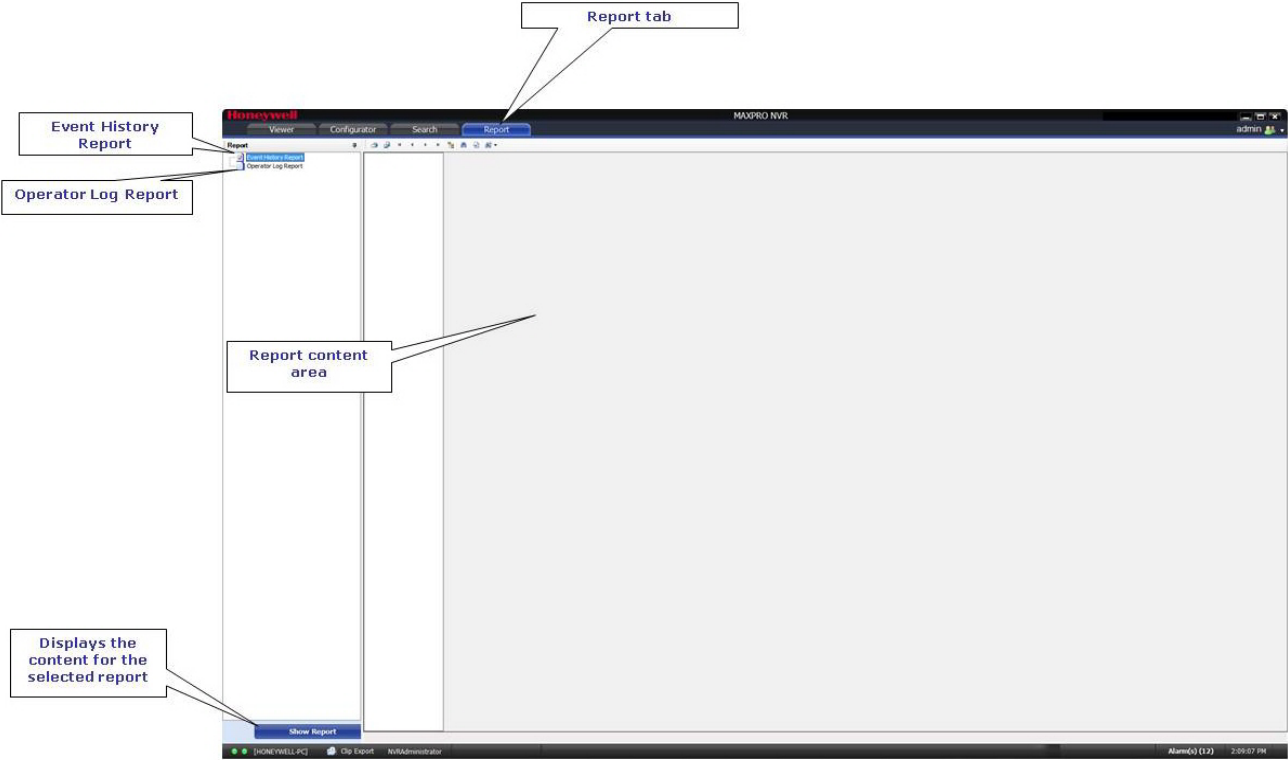 Report tab
Honeywell
MAXPRO NVR
Viewer Configurator Search Report
admin
Event History
Report
Report
Event History Report
Operator Log Report
Operator Log Report
Report content
area
Displays the
content for the
selected report
Show Report
[HONEYWELL-PC] Clip Export NVRAdministrator
Alarm(s) (12) 2:09:07 PM